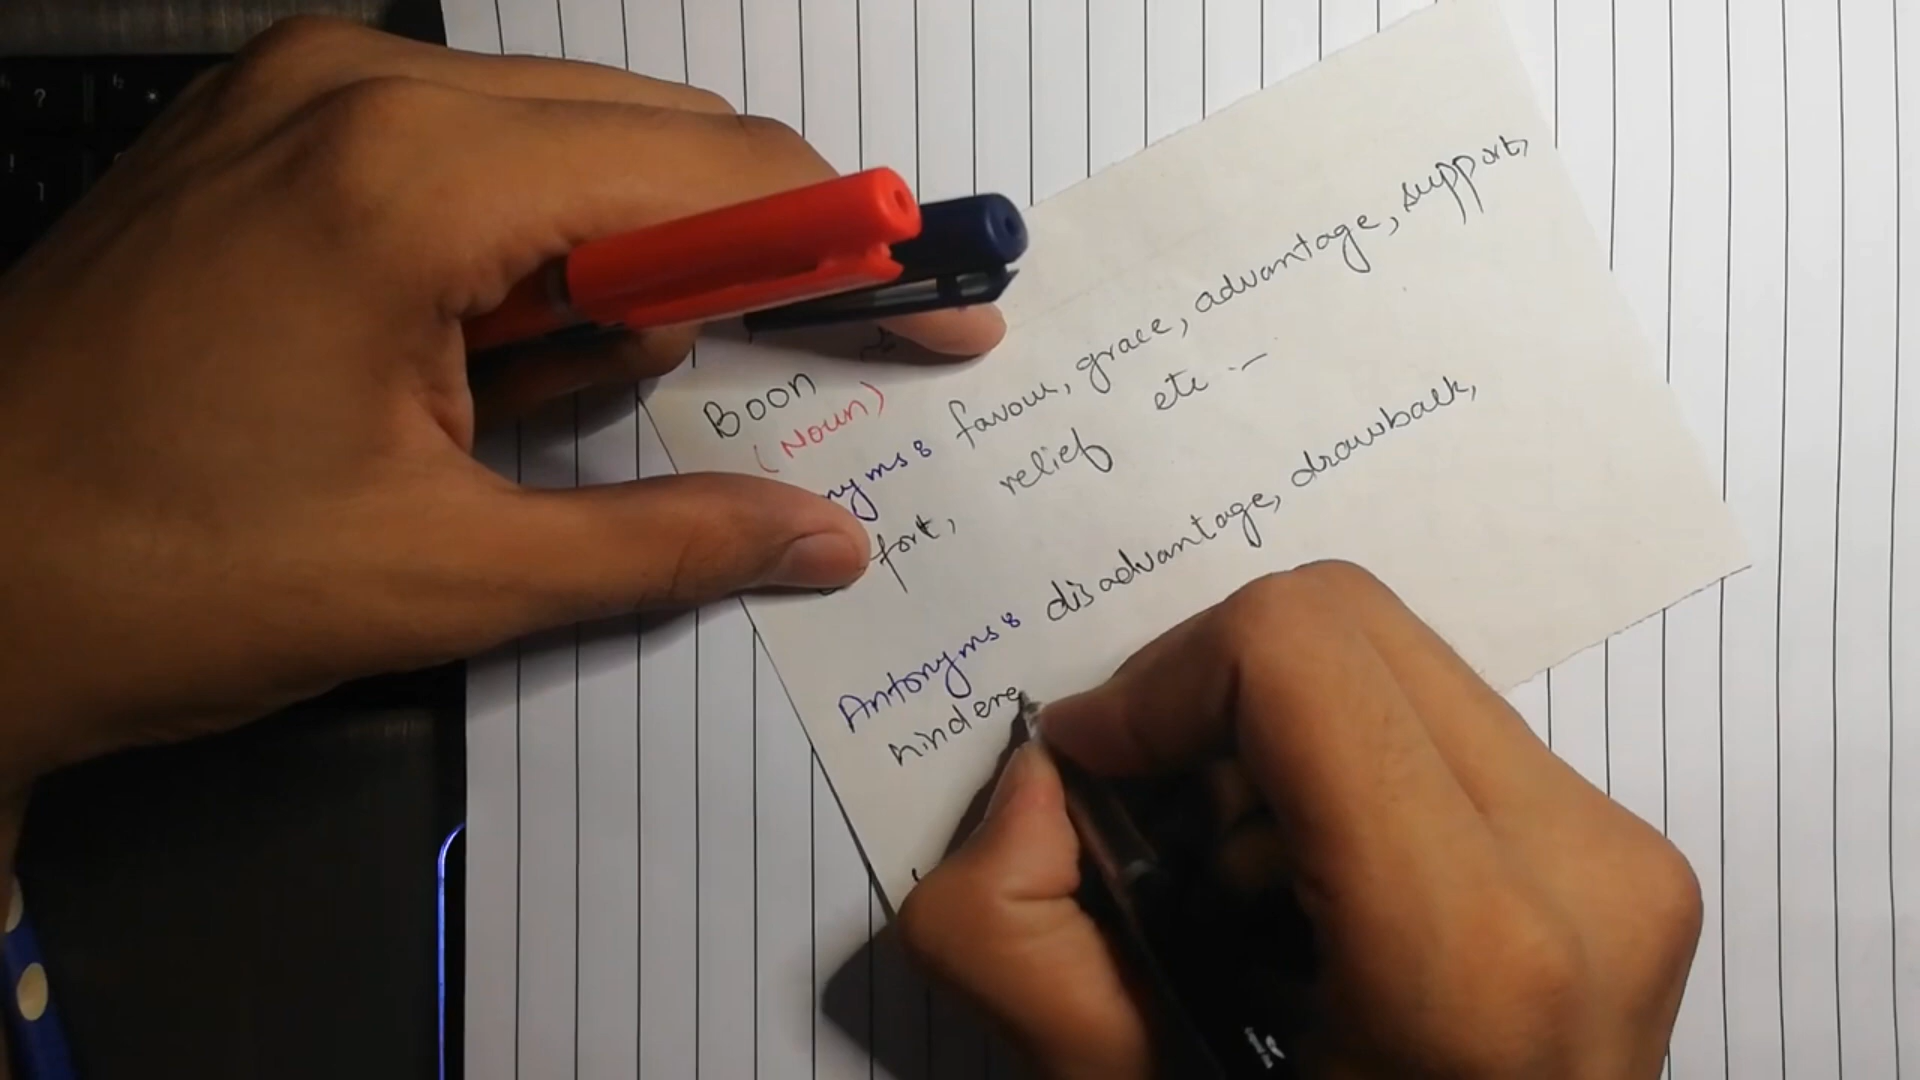 Boon
(Noun)
nyms: favour, grace, advantage, support,
fort, relief etc.-
Antonyms: disadvantage, drawback,
hindere